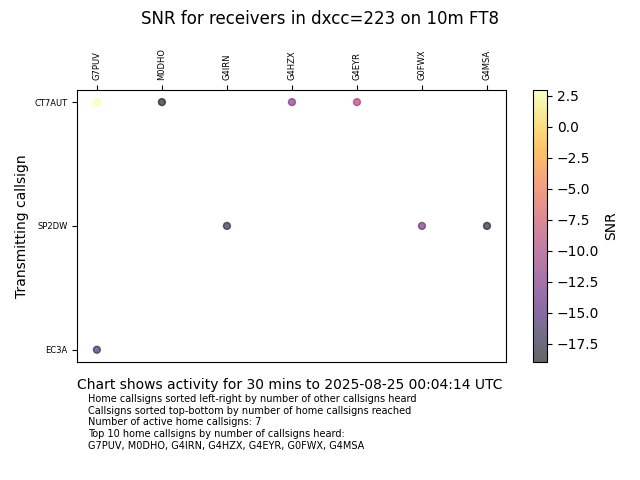 SNR for receivers in dxcc=223 on 10m FT8
G7PUV M0DHO G4IRN G4HZX G4EYR G0FWX G4MSA
CT7AUT
SP2DW
EC3A
Transmitting callsign
2.5
0.0
−2.5
−5.0
−7.5
−10.0
−12.5
−15.0
−17.5
SNR
Chart shows activity for 30 mins to 2025-08-25 00:04:14 UTC
Home callsigns sorted left-right by number of other callsigns heard
Callsigns sorted top-bottom by number of home callsigns reached
Number of active home callsigns: 7
Top 10 home callsigns by number of callsigns heard:
G7PUV, M0DHO, G4IRN, G4HZX, G4EYR, G0FWX, G4MSA